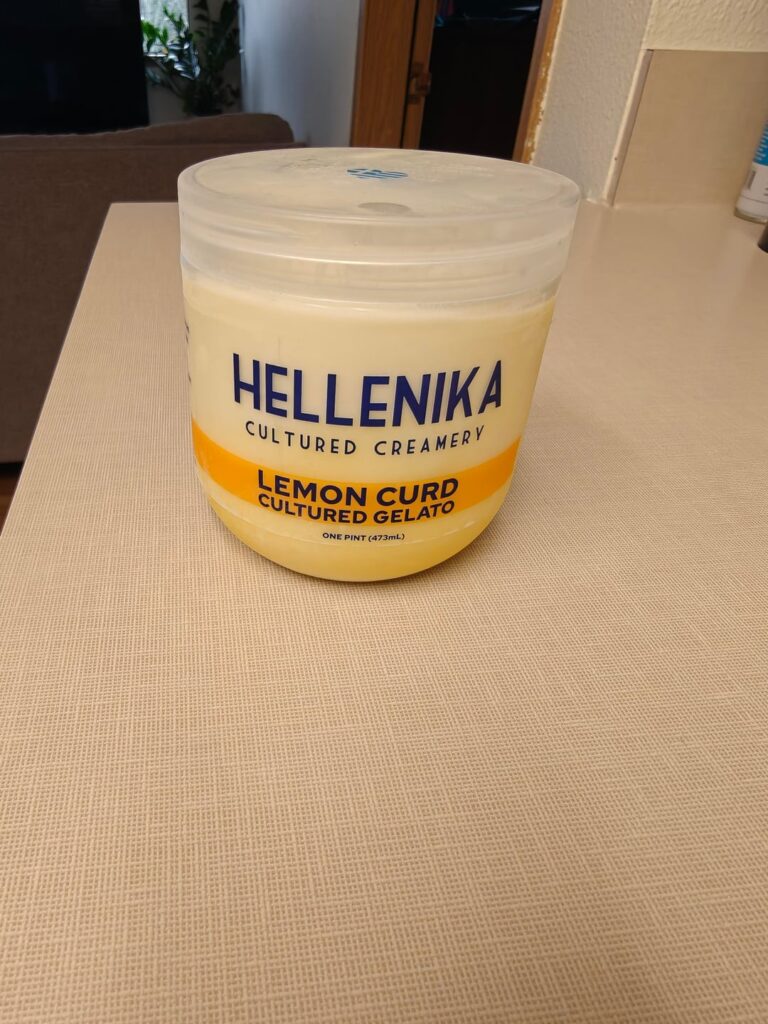 HELLENIKA
CULTURED CREAMERY
LEMON CURD
CULTURED GELATO
ONE PINT (473mL)